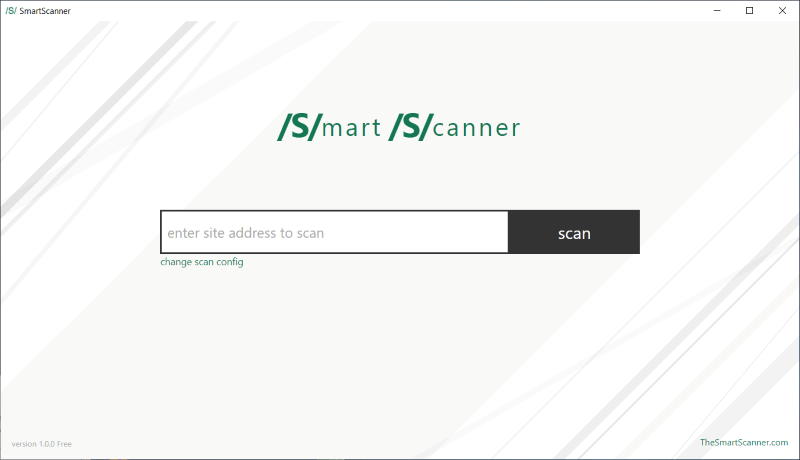 /S/ SmartScanner
/S/mart /S/canner
enter site address to scan
scan
change scan config
version 1.0.0 Free
TheSmartScanner.com